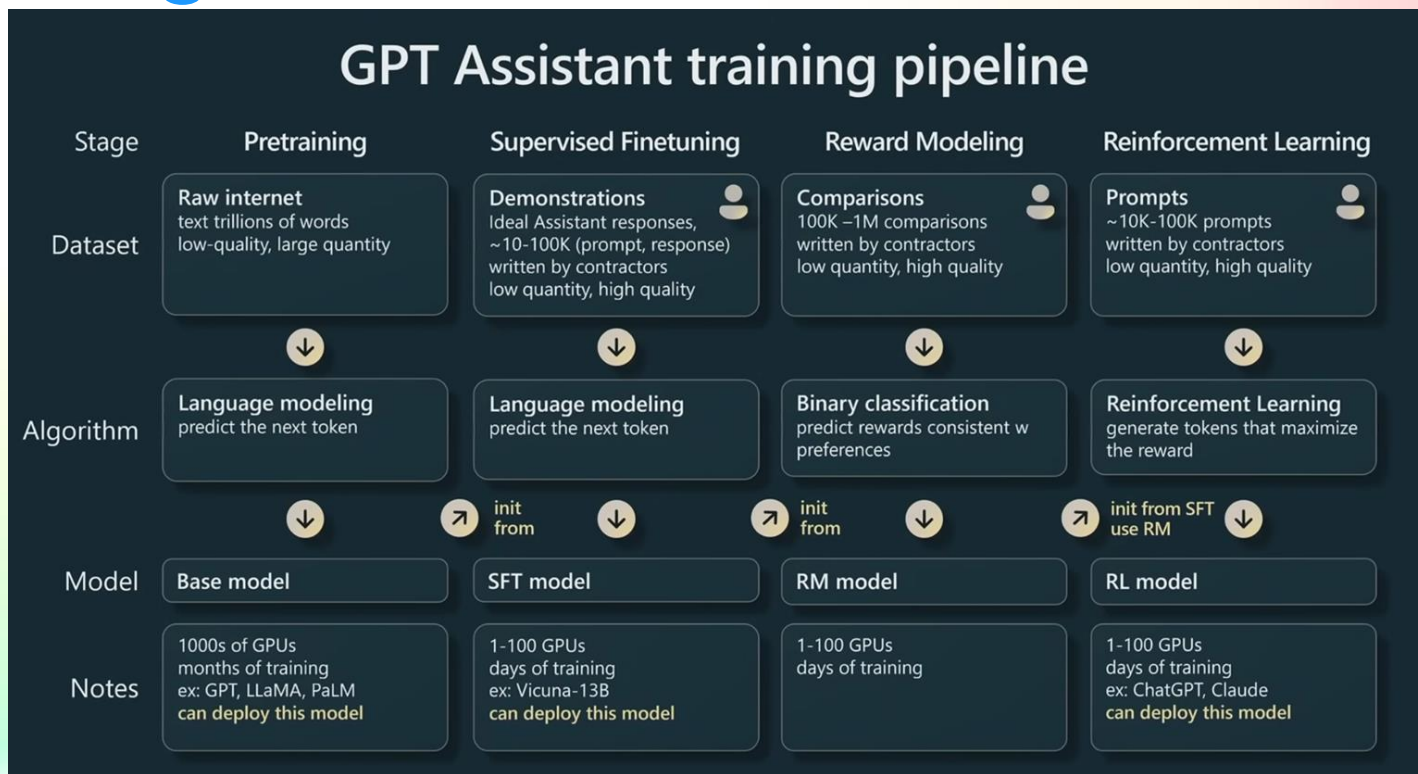 GPT Assistant training pipeline
Stage
Pretraining
Supervised Finetuning
Reward Modeling
Reinforcement Learning
Dataset
Raw internet
text trillions of words
low-quality, large quantity
Demonstrations
Ideal Assistant responses,
~10-100K (prompt, response)
written by contractors
low quantity, high quality
Comparisons
100K –1M comparisons
written by contractors
low quantity, high quality
Prompts
~10K-100K prompts
written by contractors
low quantity, high quality
Algorithm
Language modeling
predict the next token
Language modeling
predict the next token
Binary classification
predict rewards consistent w
preferences
Reinforcement Learning
generate tokens that maximize
the reward
init
from
init
from
init from SFT
use RM
Model
Base model
SFT model
RM model
RL model
Notes
1000s of GPUs
months of training
ex: GPT, LLaMA, PaLM
can deploy this model
1-100 GPUs
days of training
ex: Vicuna-13B
can deploy this model
1-100 GPUs
days of training
1-100 GPUs
days of training
ex: ChatGPT, Claude
can deploy this model